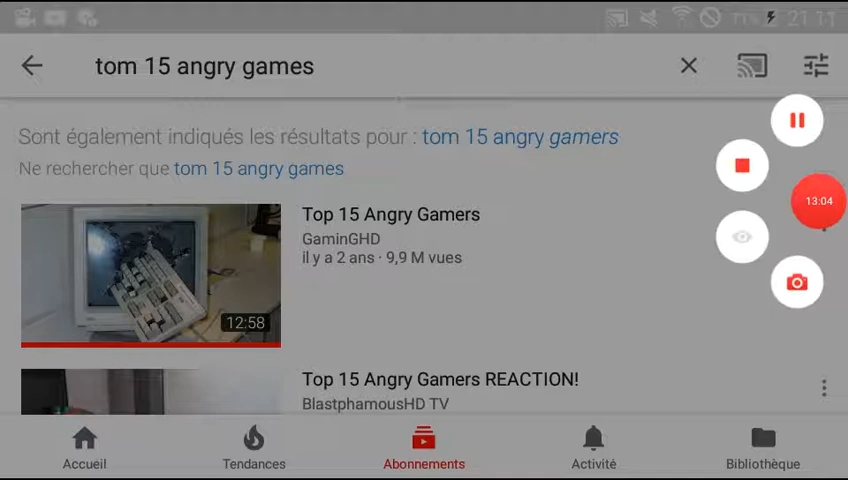 71% 21:11
tom 15 angry games
Sont également indiqués les résultats pour : tom 15 angry gamers
Ne rechercher que tom 15 angry games
13:04
Top 15 Angry Gamers
GaminGHD
il y a 2 ans · 9,9 M vues
12:58
Top 15 Angry Gamers REACTION!
BlastphamousHD TV
Accueil
Tendances
Abonnements
Activité
Bibliothèque